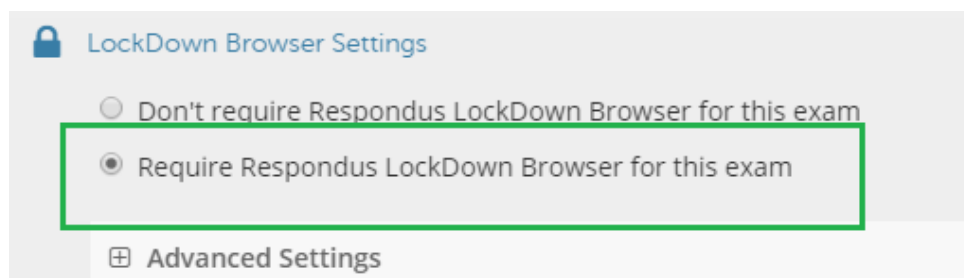 LockDown Browser Settings
Don't require Respondus LockDown Browser for this exam
Require Respondus LockDown Browser for this exam
Advanced Settings